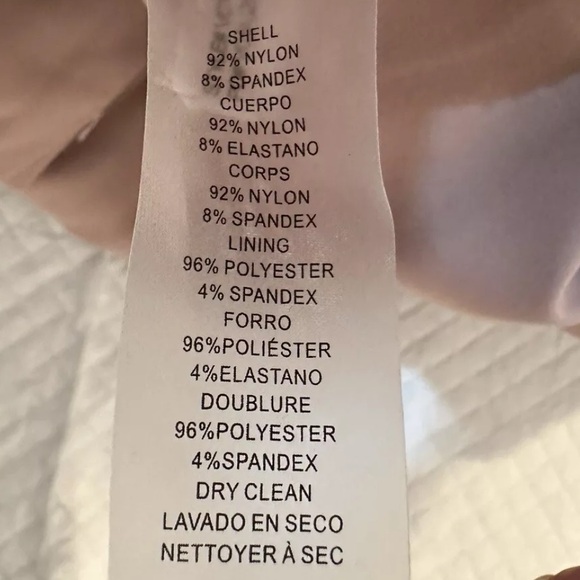 SHELL
92% NYLON
8% SPANDEX
CUERPO
92% NYLON
8% ELASTANO
CORPS
92% NYLON
8% SPANDEX
LINING
96% POLYESTER
4% SPANDEX
FORRO
96%POLIÉSTER
4%ELASTANO
DOUBLURE
96%POLYESTER
4%SPANDEX
DRY CLEAN
LAVADO EN SECO
NETTOYER À SEC